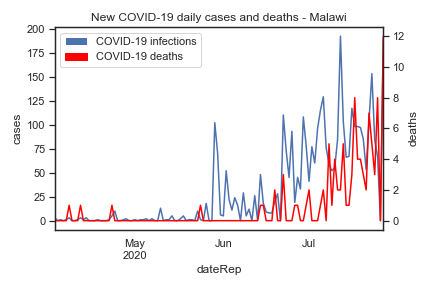 New COVID-19 daily cases and deaths - Malawi
COVID-19 infections
COVID-19 deaths
200
175
150
125
100
75
50
25
0
cases
12
10
8
6
4
2
0
deaths
May
2020
Jun
Jul
dateRep